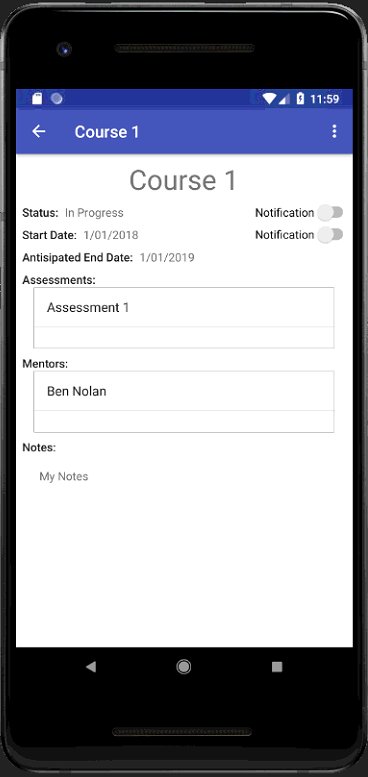 11:59
Course 1
Course 1
Status: In Progress Notification
Start Date: 1/01/2018 Notification
Antisipated End Date: 1/01/2019
Assessments:
Assessment 1
Mentors:
Ben Nolan
Notes:
My Notes